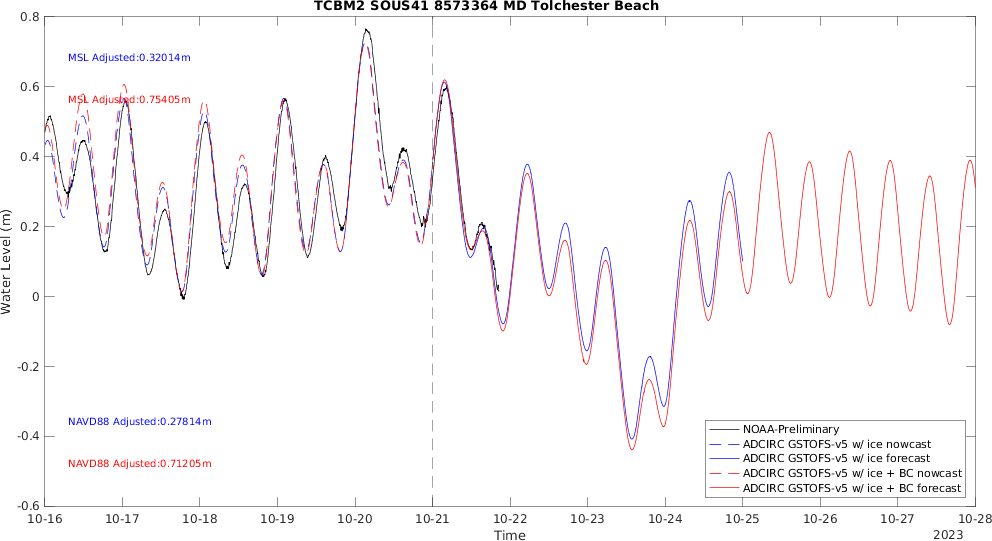 TCBM2 SOUS41 8573364 MD Tolchester Beach
Water Level (m)
0.8
0.6
0.4
0.2
0
-0.2
-0.4
-0.6
MSL Adjusted:0.32014m
MSL Adjusted:0.75405m
NAVD88 Adjusted:0.27814m
NAVD88 Adjusted:0.71205m
NOAA-Preliminary
ADCIRC GSTOFS-v5 w/ ice nowcast
ADCIRC GSTOFS-v5 w/ ice forecast
ADCIRC GSTOFS-v5 w/ ice + BC nowcast
ADCIRC GSTOFS-v5 w/ ice + BC forecast
10-16 10-17 10-18 10-19 10-20 10-21 10-22 10-23 10-24 10-25 10-26 10-27 10-28
Time
2023